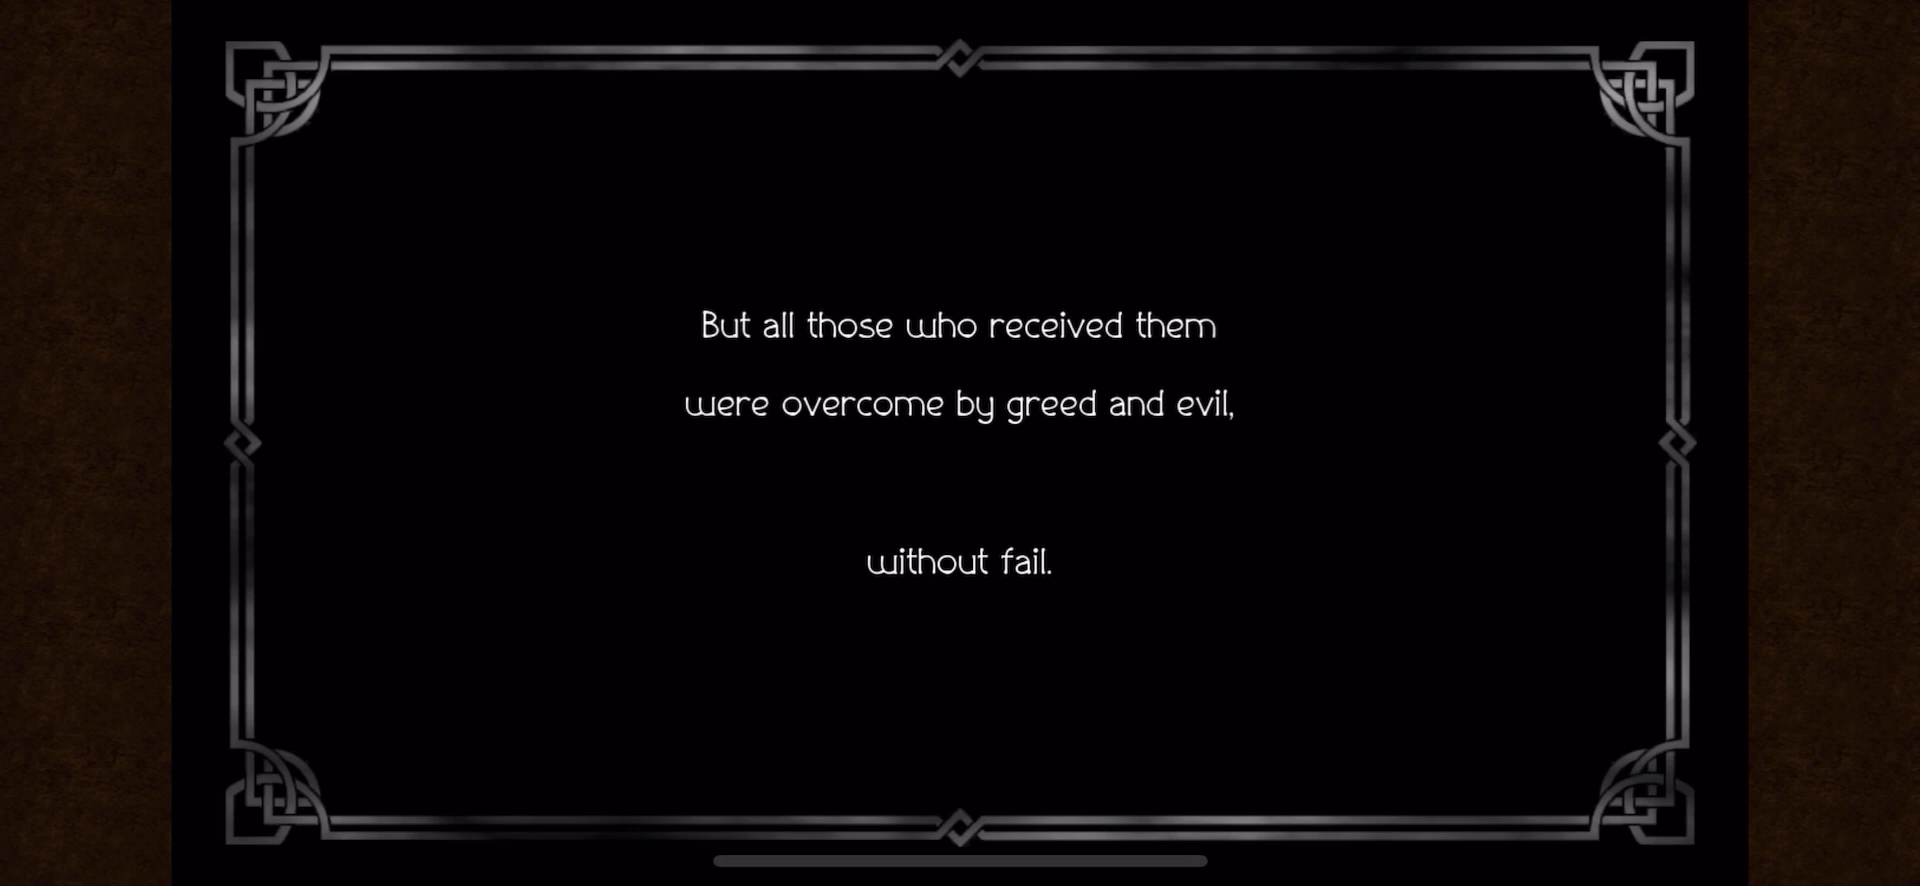 But all those who received them
were overcome by greed and evil,
without fail.